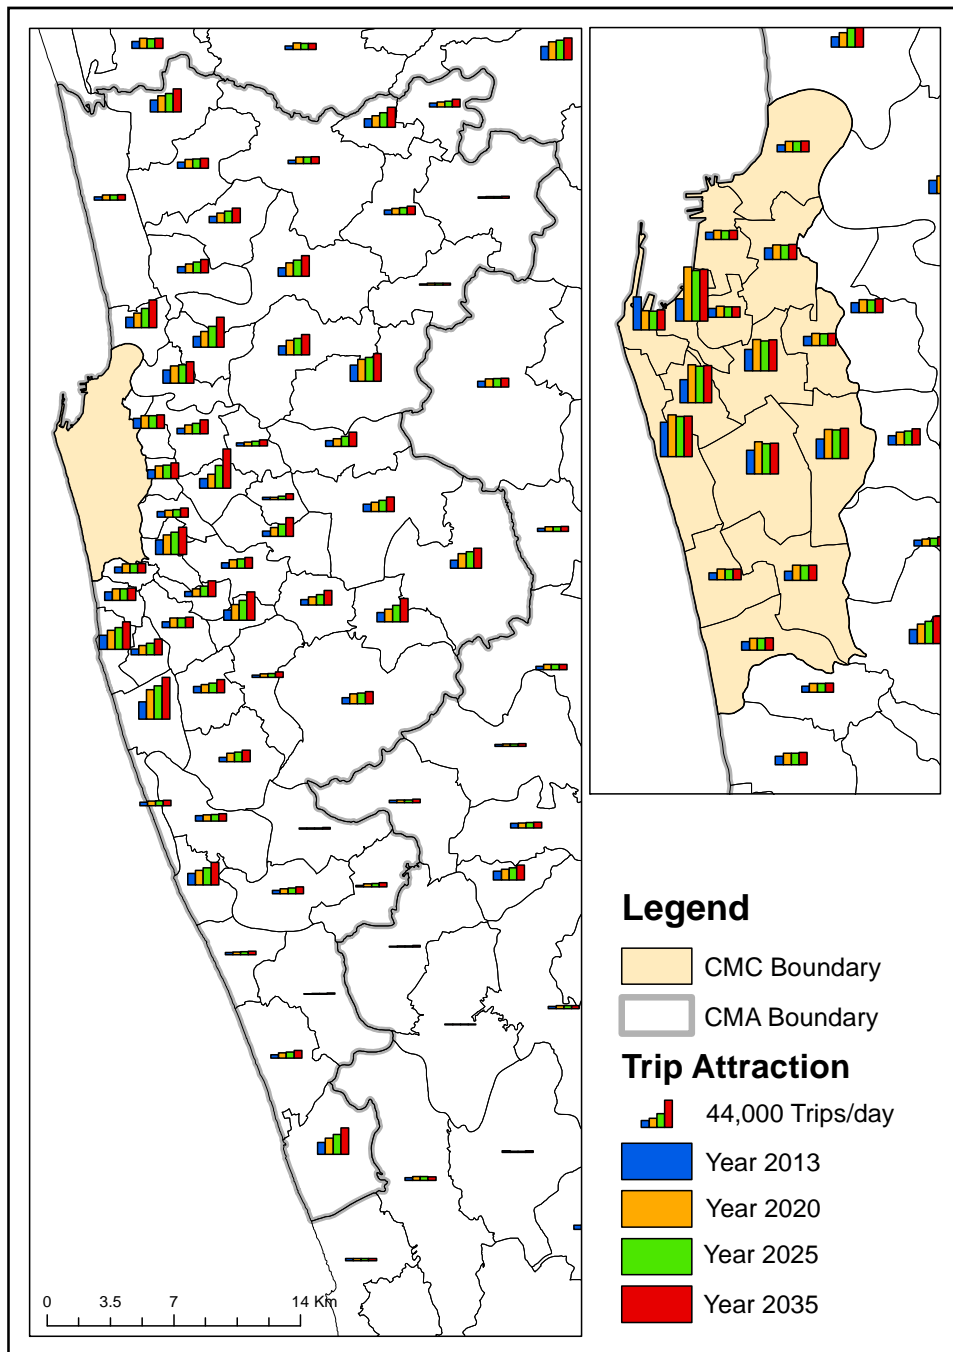 Legend
CMC Boundary
CMA Boundary
Trip Attraction
44,000 Trips/day
Year 2013
Year 2020
Year 2025
Year 2035
0 3.5 7 14 Km